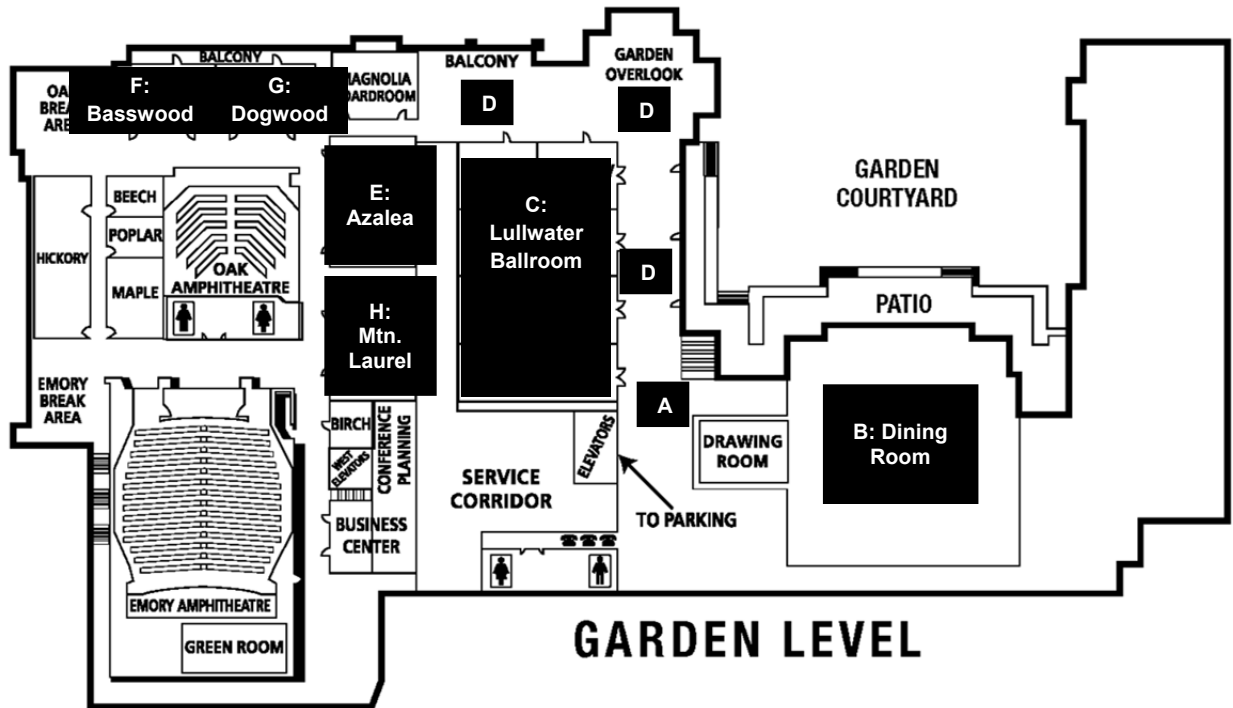 BALCONY
F:
Basswood
G:
Dogwood
BOARDROOM
BALCONY
D
GARDEN
OVERLOOK
D
AREA
E:
Azalea
C:
Lullwater
Ballroom
D
GARDEN
COURTYARD
BEECH
POPLAR
HICKORY
MAPLE
OAK
AMPHITHEATRE
H:
Mtn.
Laurel
PATIO
EMORY
BREAK
AREA
A
B: Dining
Room
DRAWING
ROOM
BIRCH
WEST
ELEVATORS
CONFERENCE
PLANNING
ELEVATORS
SERVICE
CORRIDOR
TO PARKING
BUSINESS
CENTER
EMORY AMPHITHEATRE
GREEN ROOM
GARDEN LEVEL